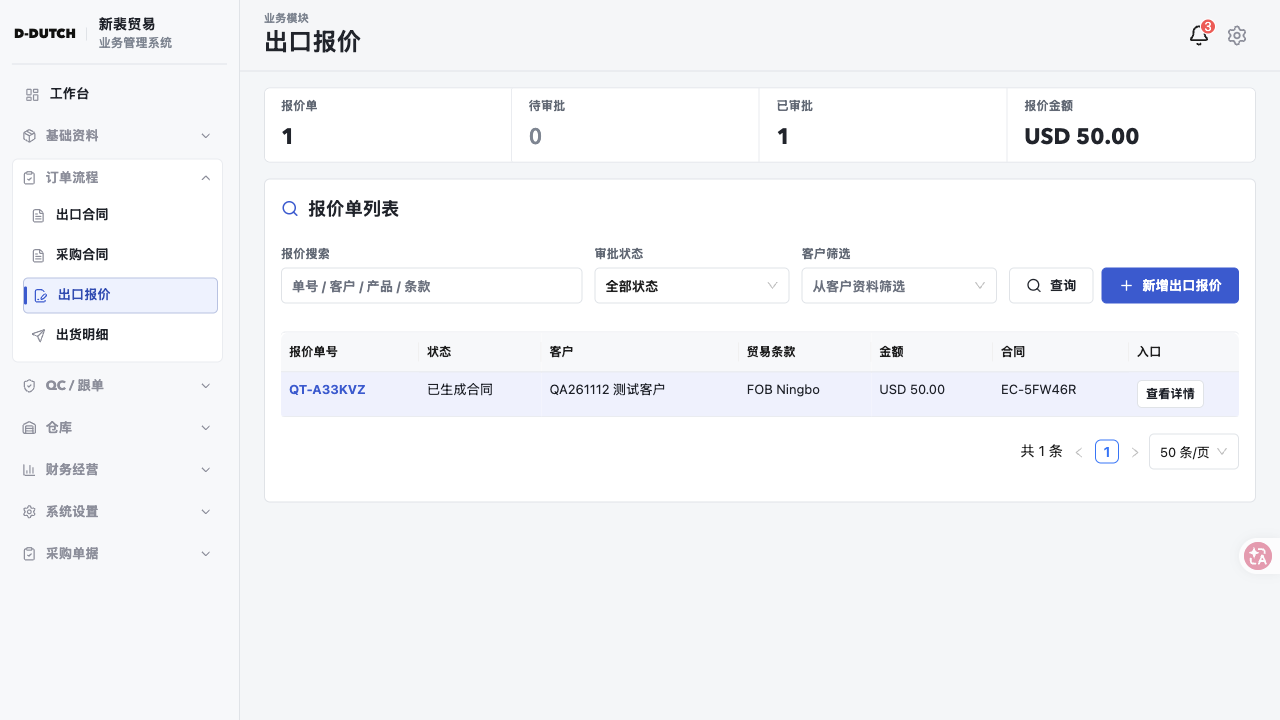 D-DUTCH
新裴贸易
业务管理系统
工作台
基础资料
订单流程
出口合同
采购合同
出口报价
出货明细
QC / 跟单
仓库
财务经营
系统设置
采购单据
业务模块
出口报价
3
报价单
1
待审批
0
已审批
1
报价金额
USD 50.00
报价单列表
报价搜索
审批状态
客户筛选
单号 / 客户 / 产品 / 条款
全部状态
从客户资料筛选
查询
新增出口报价
报价单号 状态 客户 贸易条款 金额 合同 入口
QT-A33KVZ 已生成合同 QA261112 测试客户 FOB Ningbo USD 50.00 EC-5FW46R 查看详情
共 1 条 1 50 条/页